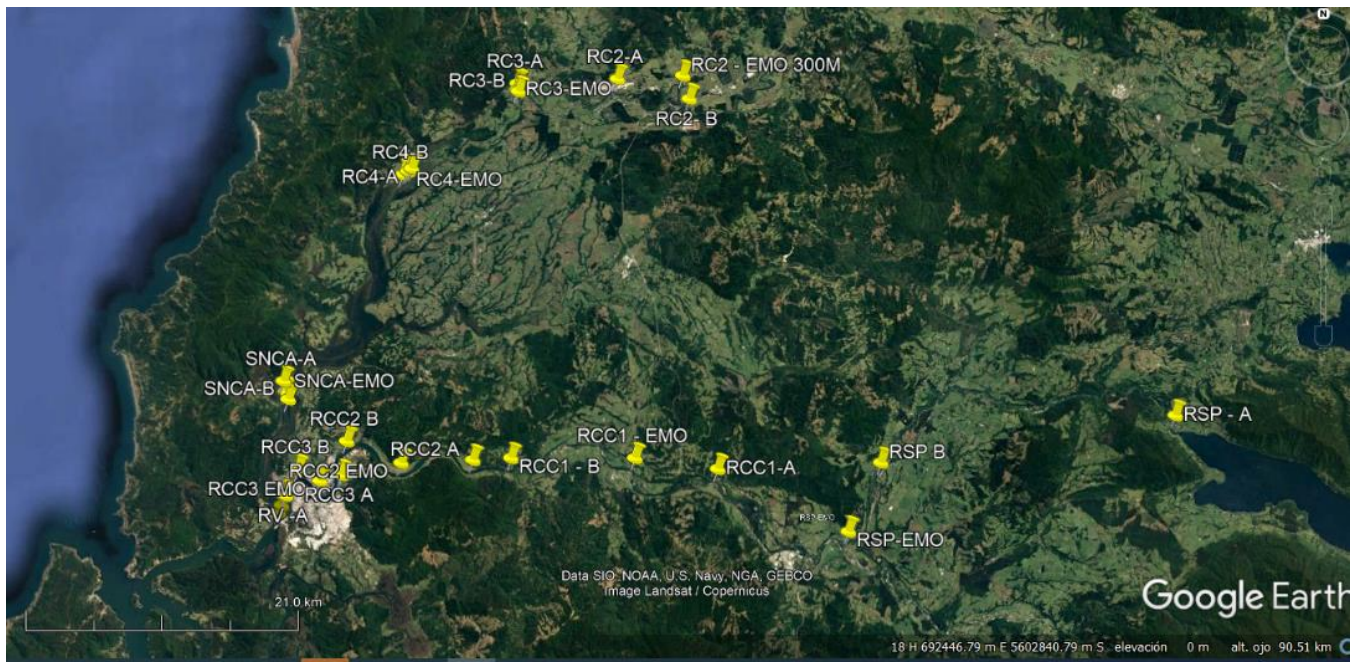 N
RC3-A
RC2-A
RC2 - EMO 300M
RC3-B
RC3-EMO
RC2- B
RC4-B
RC4-A
RC4-EMO
SNCA-A
SNCA-EMO
SNCA-B
RSP - A
RCC2 B
RCC1 - EMO
RCC3 B
RCC2 A
RSP B
RCC1 - B
RCC1-A
RCC2 EMO
RCC3 EMO
RCC3 A
RV -A
RSP-EMO
RSP-EMO
Data SIO, NOAA, U.S. Navy, NGA, GEBCO
Image Landsat / Copernicus
Google Earth
21.0 km
18 H 692446.79 m E 5602840.79 m S elevación 0 m alt. ojo 90.51 km